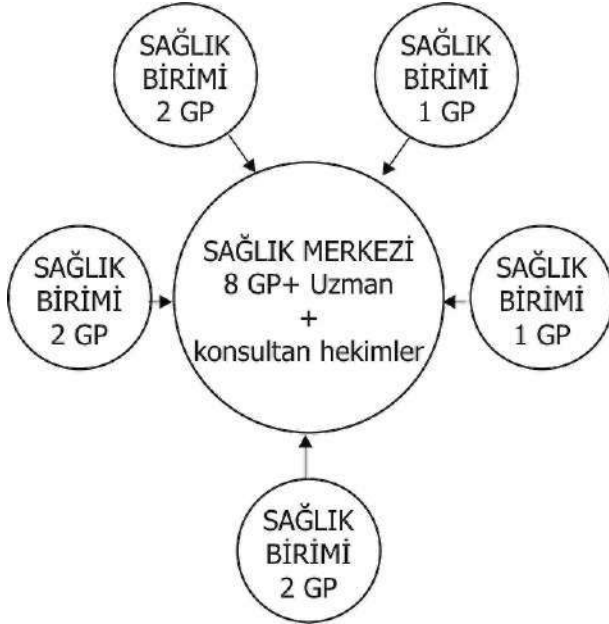 SAĞLIK
BİRİMİ
2 GP
SAĞLIK
BİRİMİ
1 GP
SAĞLIK
BİRİMİ
2 GP
SAĞLIK MERKEZİ
8 GP+ Uzman
+
konsultan hekimler
SAĞLIK
BİRİMİ
1 GP
SAĞLIK
BİRİMİ
2 GP